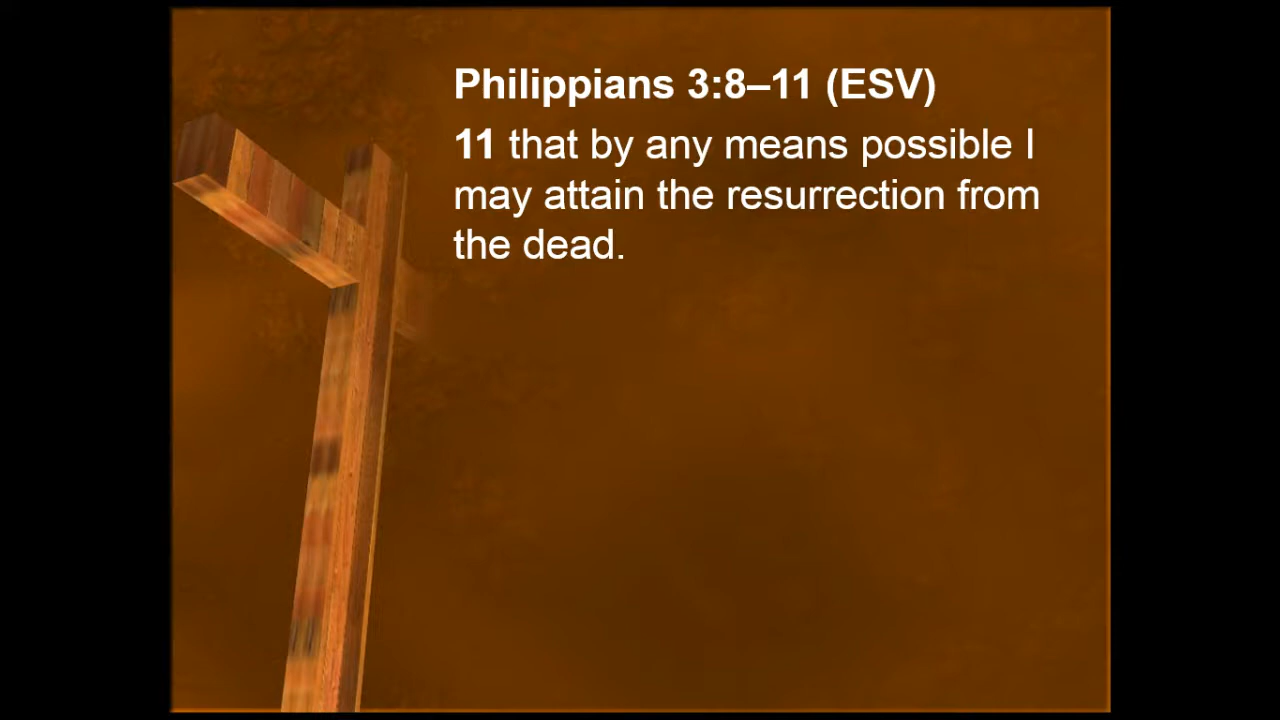 Philippians 3:8–11 (ESV)
11 that by any means possible I
may attain the resurrection from
the dead.